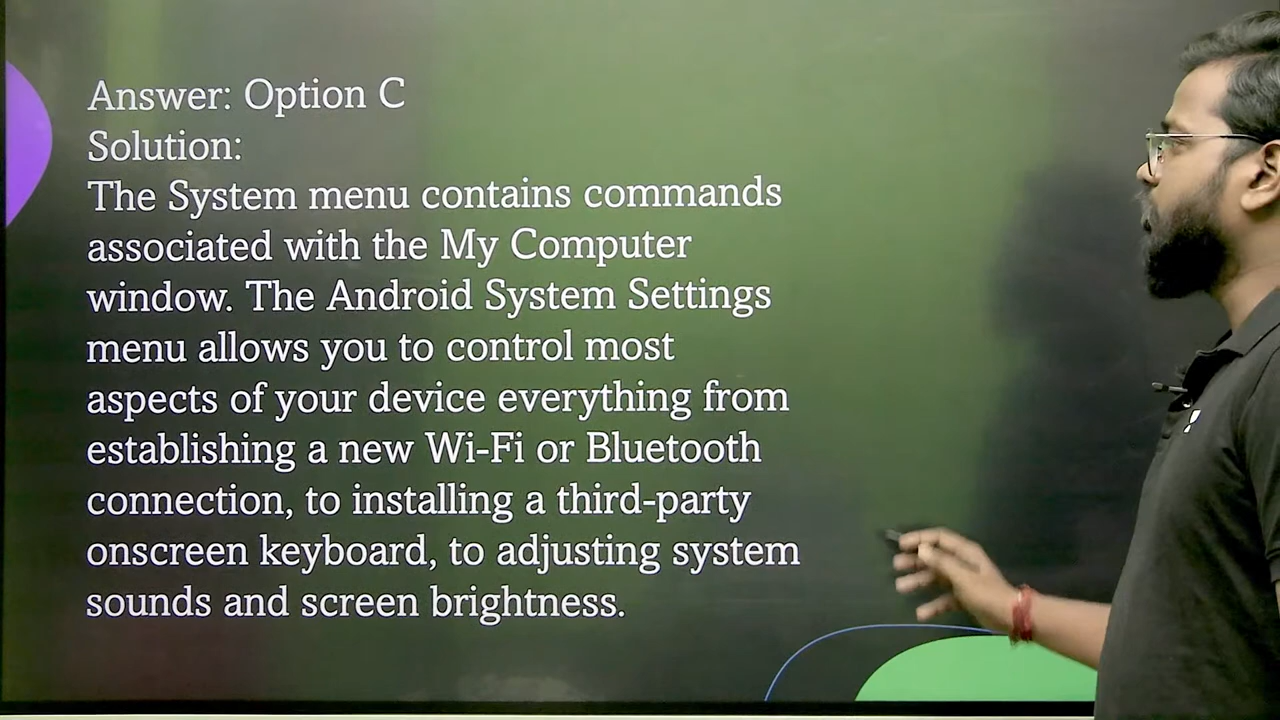 Answer: Option C
Solution:
The System menu contains commands
associated with the My Computer
window. The Android System Settings
menu allows you to control most
aspects of your device everything from
establishing a new Wi-Fi or Bluetooth
connection, to installing a third-party
onscreen keyboard, to adjusting system
sounds and screen brightness.